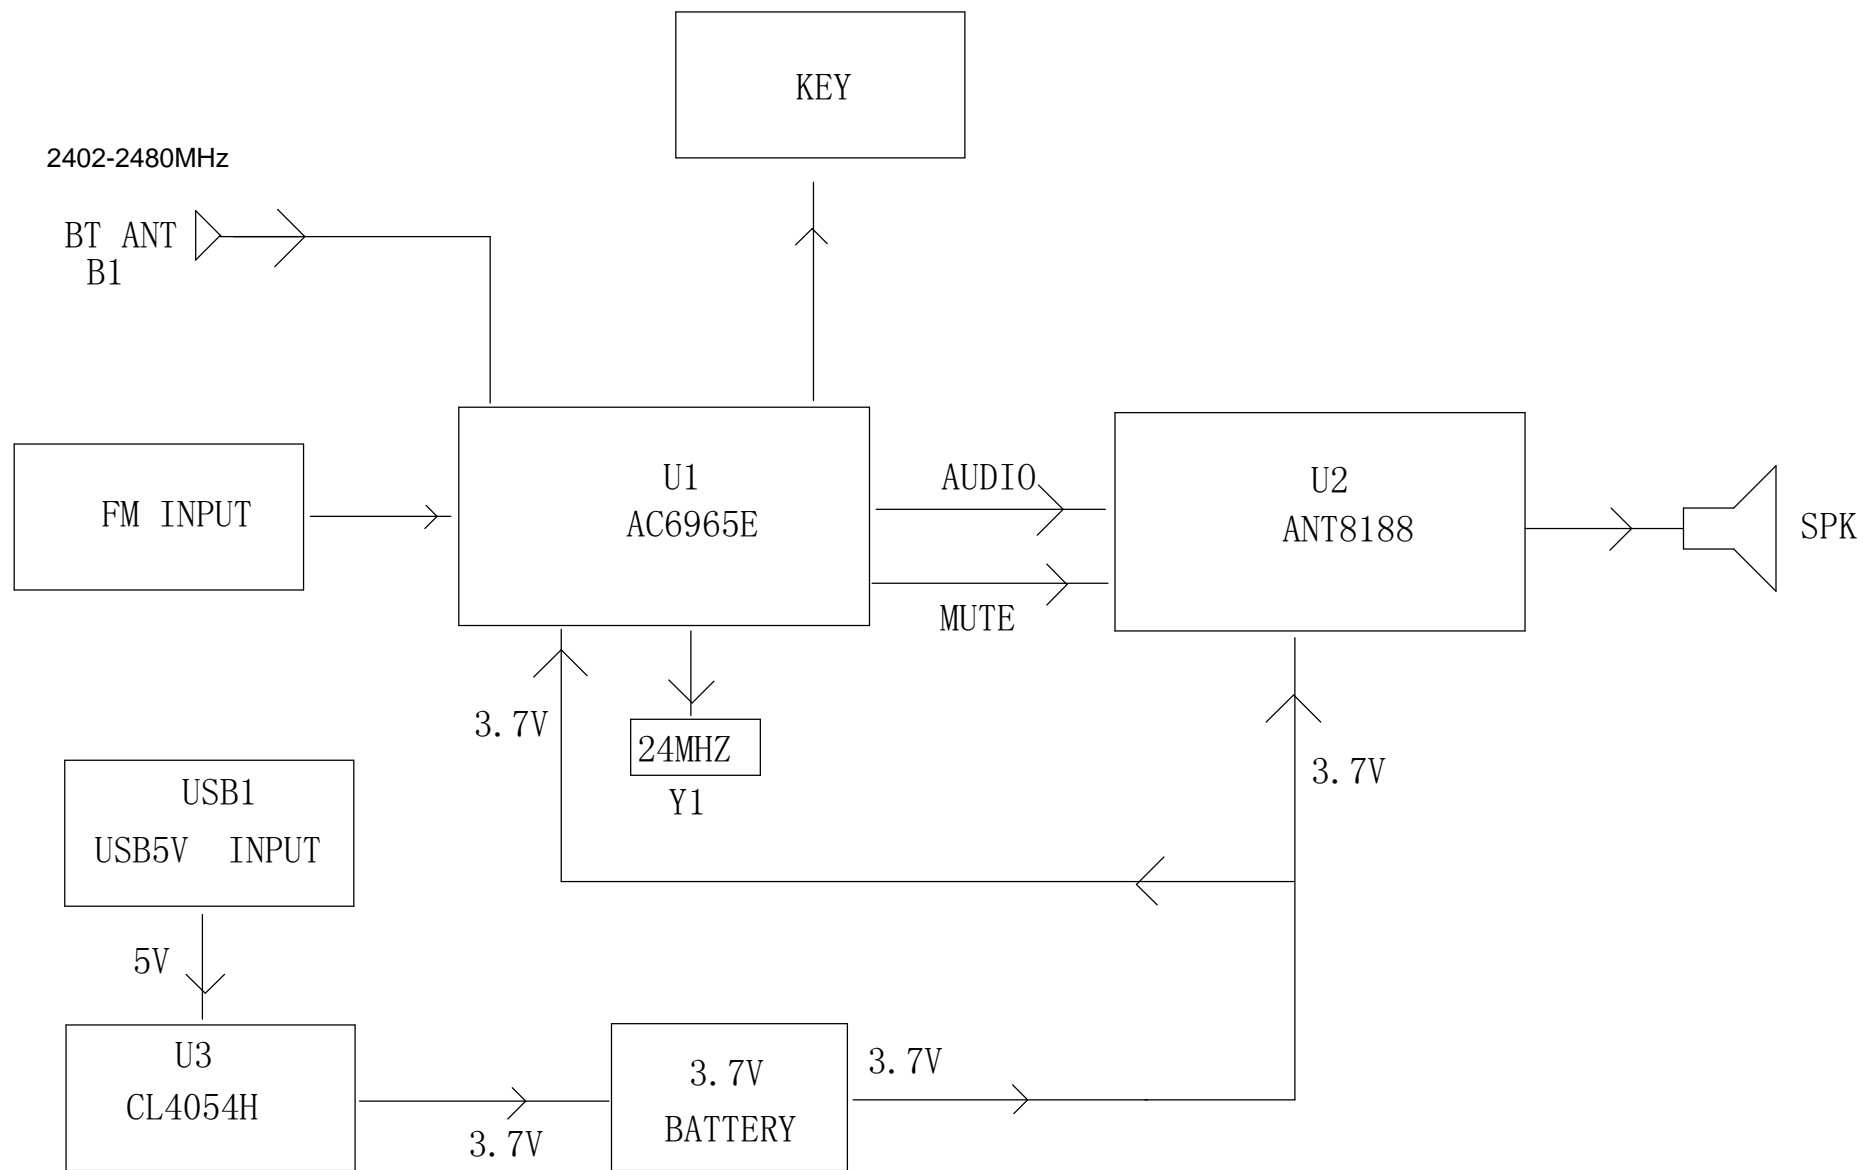 KEY
2402-2480MHz
BT ANT
B1
FM INPUT
U1
AC6965E
AUDIO
MUTE
U2
ANT8188
SPK
3.7V
24MHZ
Y1
3.7V
USB1
USB5V INPUT
5V
U3
CL4054H
3.7V
3.7V
BATTERY
3.7V